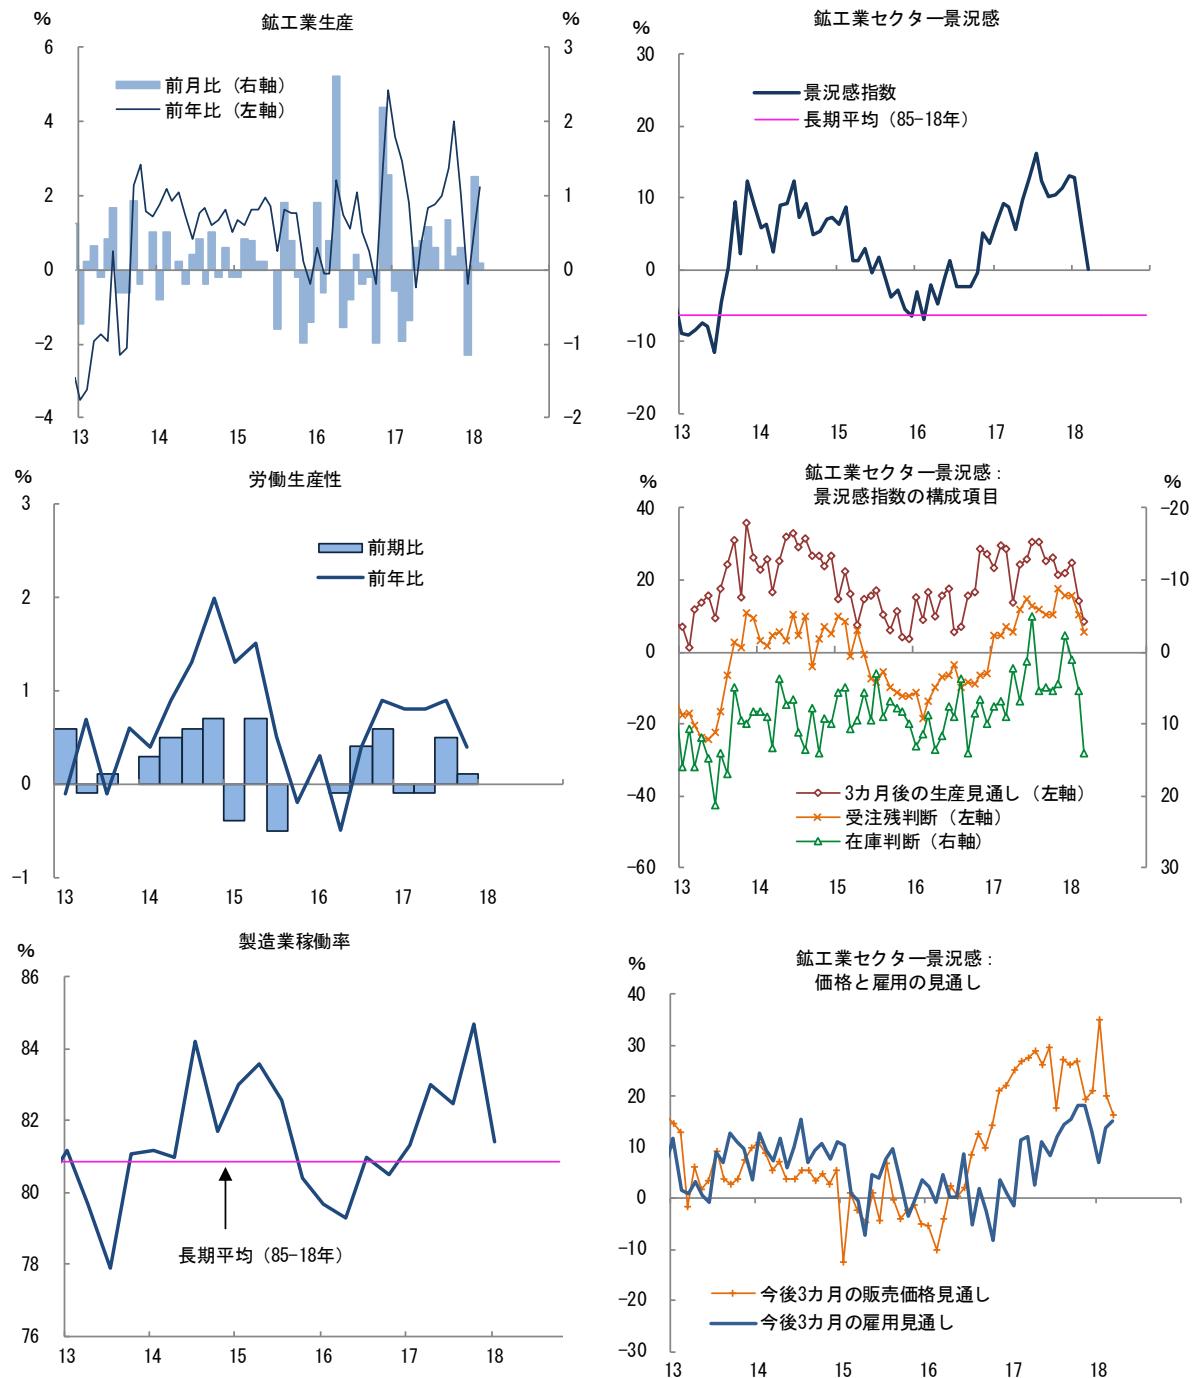 鉱工業生産
%
%
6
4
2
0
-2
-4
3
2
1
0
-1
-2
前月比（右軸）
前年比（左軸）
13 14 15 16 17 18
鉱工業セクター景況感
%
30
20
10
0
-10
-20
景況感指数
長期平均（85-18年）
13 14 15 16 17 18
労働生産性
%
3
2
1
0
-1
前期比
前年比
13 14 15 16 17 18
鉱工業セクター景況感：
景況感指数の構成項目
%
%
40
20
0
-20
-40
-60
-20
-10
0
10
20
30
3カ月後の生産見通し（左軸）
受注残判断（左軸）
在庫判断（右軸）
13 14 15 16 17 18
製造業稼働率
%
86
84
82
80
78
76
長期平均（85-18年）
13 14 15 16 17 18
鉱工業セクター景況感：
価格と雇用の見通し
%
40
30
20
10
0
-10
-20
-30
今後3カ月の販売価格見通し
今後3カ月の雇用見通し
13 14 15 16 17 18